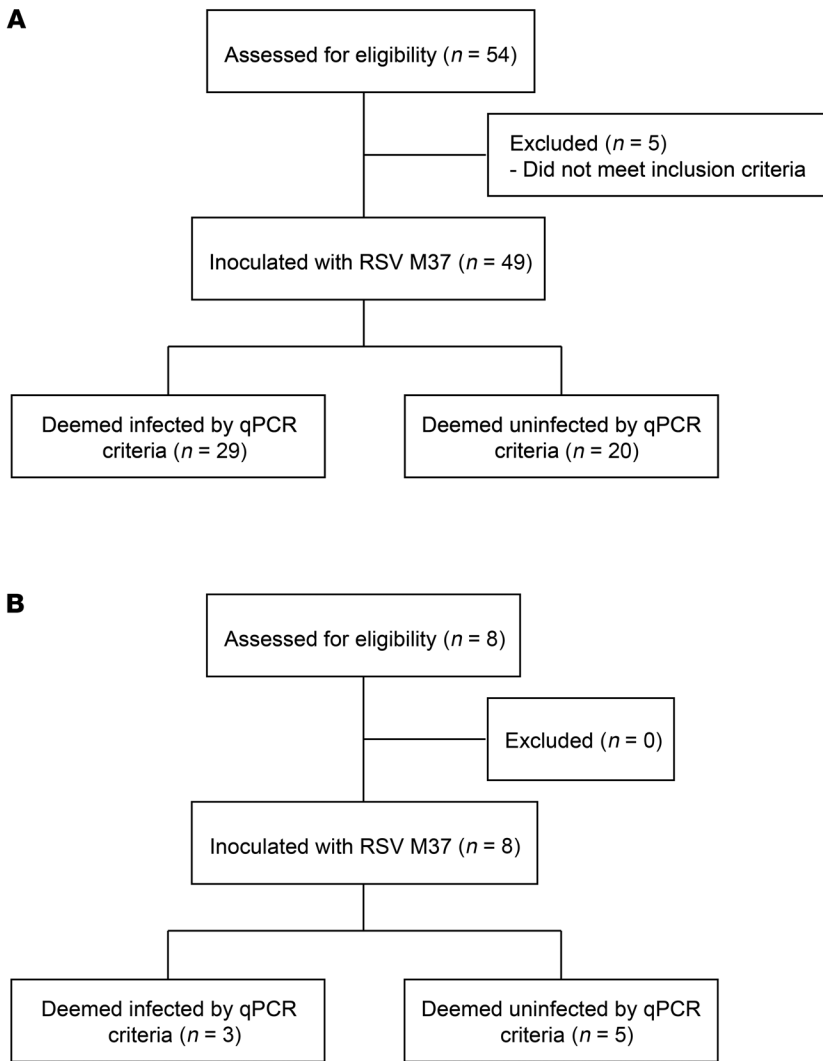 A
Assessed for eligibility (n = 54)
Excluded (n = 5)
- Did not meet inclusion criteria
Inoculated with RSV M37 (n = 49)
Deemed infected by qPCR
criteria (n = 29)
Deemed uninfected by qPCR
criteria (n = 20)
B
Assessed for eligibility (n = 8)
Excluded (n = 0)
Inoculated with RSV M37 (n = 8)
Deemed infected by qPCR
criteria (n = 3)
Deemed uninfected by qPCR
criteria (n = 5)